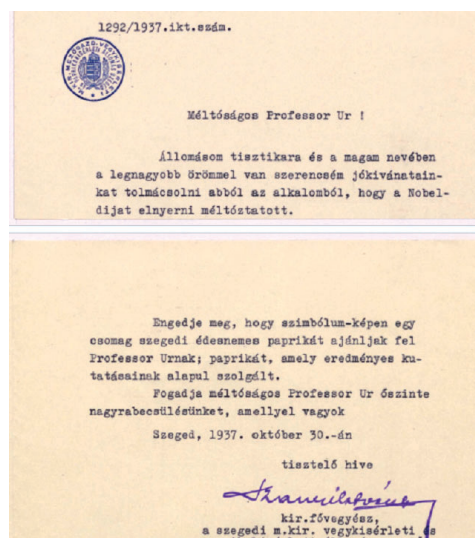 1292/1937.ikt.szám.
Méltóságos Professor Ur !
Állomásom tisztikara és a magam nevében
a legnagyobb örömmel van szerencsém jókivánatain-
kat tolmácsolni abból az alkalomból, hogy a Nobel-
dijat elnyerni méltóztatott.
Engedje meg, hogy szimbólum-képen egy
csomag szegedi édesnemes paprikát ajánljak fel
Professor Urnak; paprikát, amely eredményes ku-
tatásainak alapul szolgált.
Fogadja méltóságos Professor Ur őszinte
nagyrabecsülésünket, amellyel vagyok
Szeged, 1937. október 30.-án
tisztelő hive
kir.fővegyész,
a szegedi m.kir. vegykisérleti és